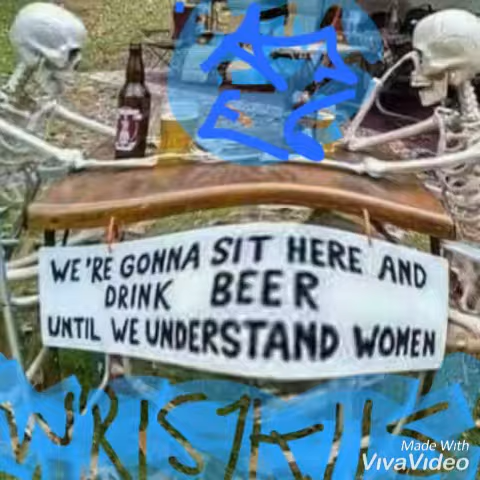 WE'RE GONNA SIT HERE AND
DRINK BEER
UNTIL WE UNDERSTAND WOMEN
Made With
VivaVideo